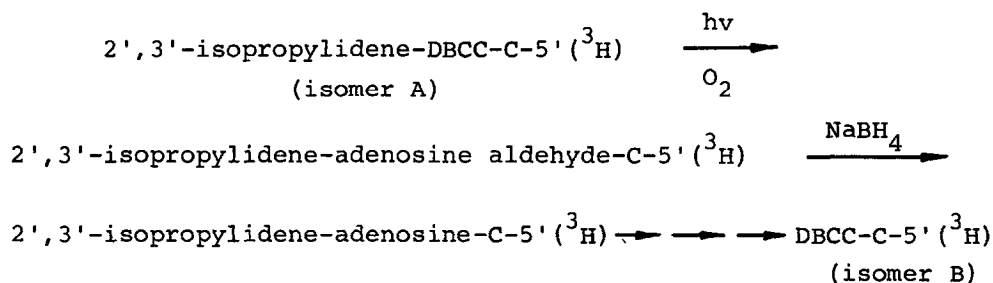 2',3'-isopropylidene-DBCC-C-5'(³H) hν
(isomer A) O₂
2',3'-isopropylidene-adenosine aldehyde-C-5'(³H) NaBH₄
2',3'-isopropylidene-adenosine-C-5'(³H) DBCC-C-5'(³H)
(isomer B)